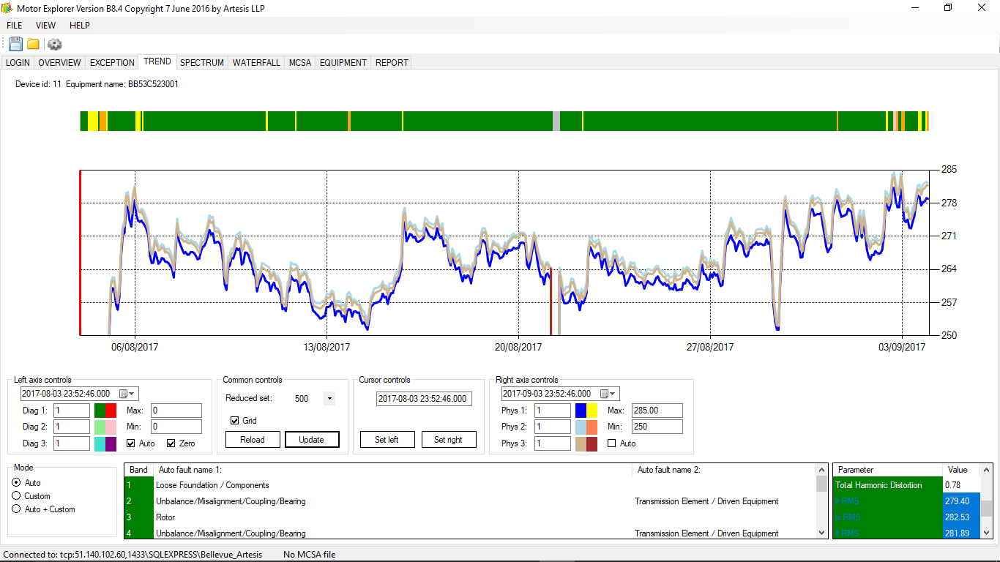 Motor Explorer Version B8.4 Copyright 7 June 2016 by Artesis LLP
FILE VIEW HELP
LOGIN OVERVIEW EXCEPTION TREND SPECTRUM WATERFALL MCSA EQUIPMENT REPORT
Device id: 11 Equipment name: BB53C523001
285
278
271
264
257
250
06/08/2017 13/08/2017 20/08/2017 27/08/2017 03/09/2017
Left axis controls
2017-08-03 23:52:46.000
Diag 1: 1 Max: 0
Diag 2: 1 Min: 0
Diag 3: 1 Auto Zero
Common controls
Reduced set: 500
Grid
Reload Update
Cursor controls
2017-08-03 23:52:46.000
Set left Set right
Right axis controls
2017-09-03 23:52:46.000
Phys 1: 1 Max: 285.00
Phys 2: 1 Min: 250
Phys 3: 1 Auto
Mode
Auto
Custom
Auto + Custom
Band Auto fault name 1: Auto fault name 2:
1 Loose Foundation / Components
2 Unbalance/Misalignment/Coupling/Bearing Transmission Element / Driven Equipment
3 Rotor
4 Unbalance/Misalignment/Coupling/Bearing Transmission Element / Driven Equipment
Parameter Value
Total Harmonic Distortion 0.78
RMS 279.40
RMS 282.53
RMS 281.89
Connected to: tcp:51.140.102.60,1433\SQLEXPRESS\Bellevue_Artesis No MCSA file